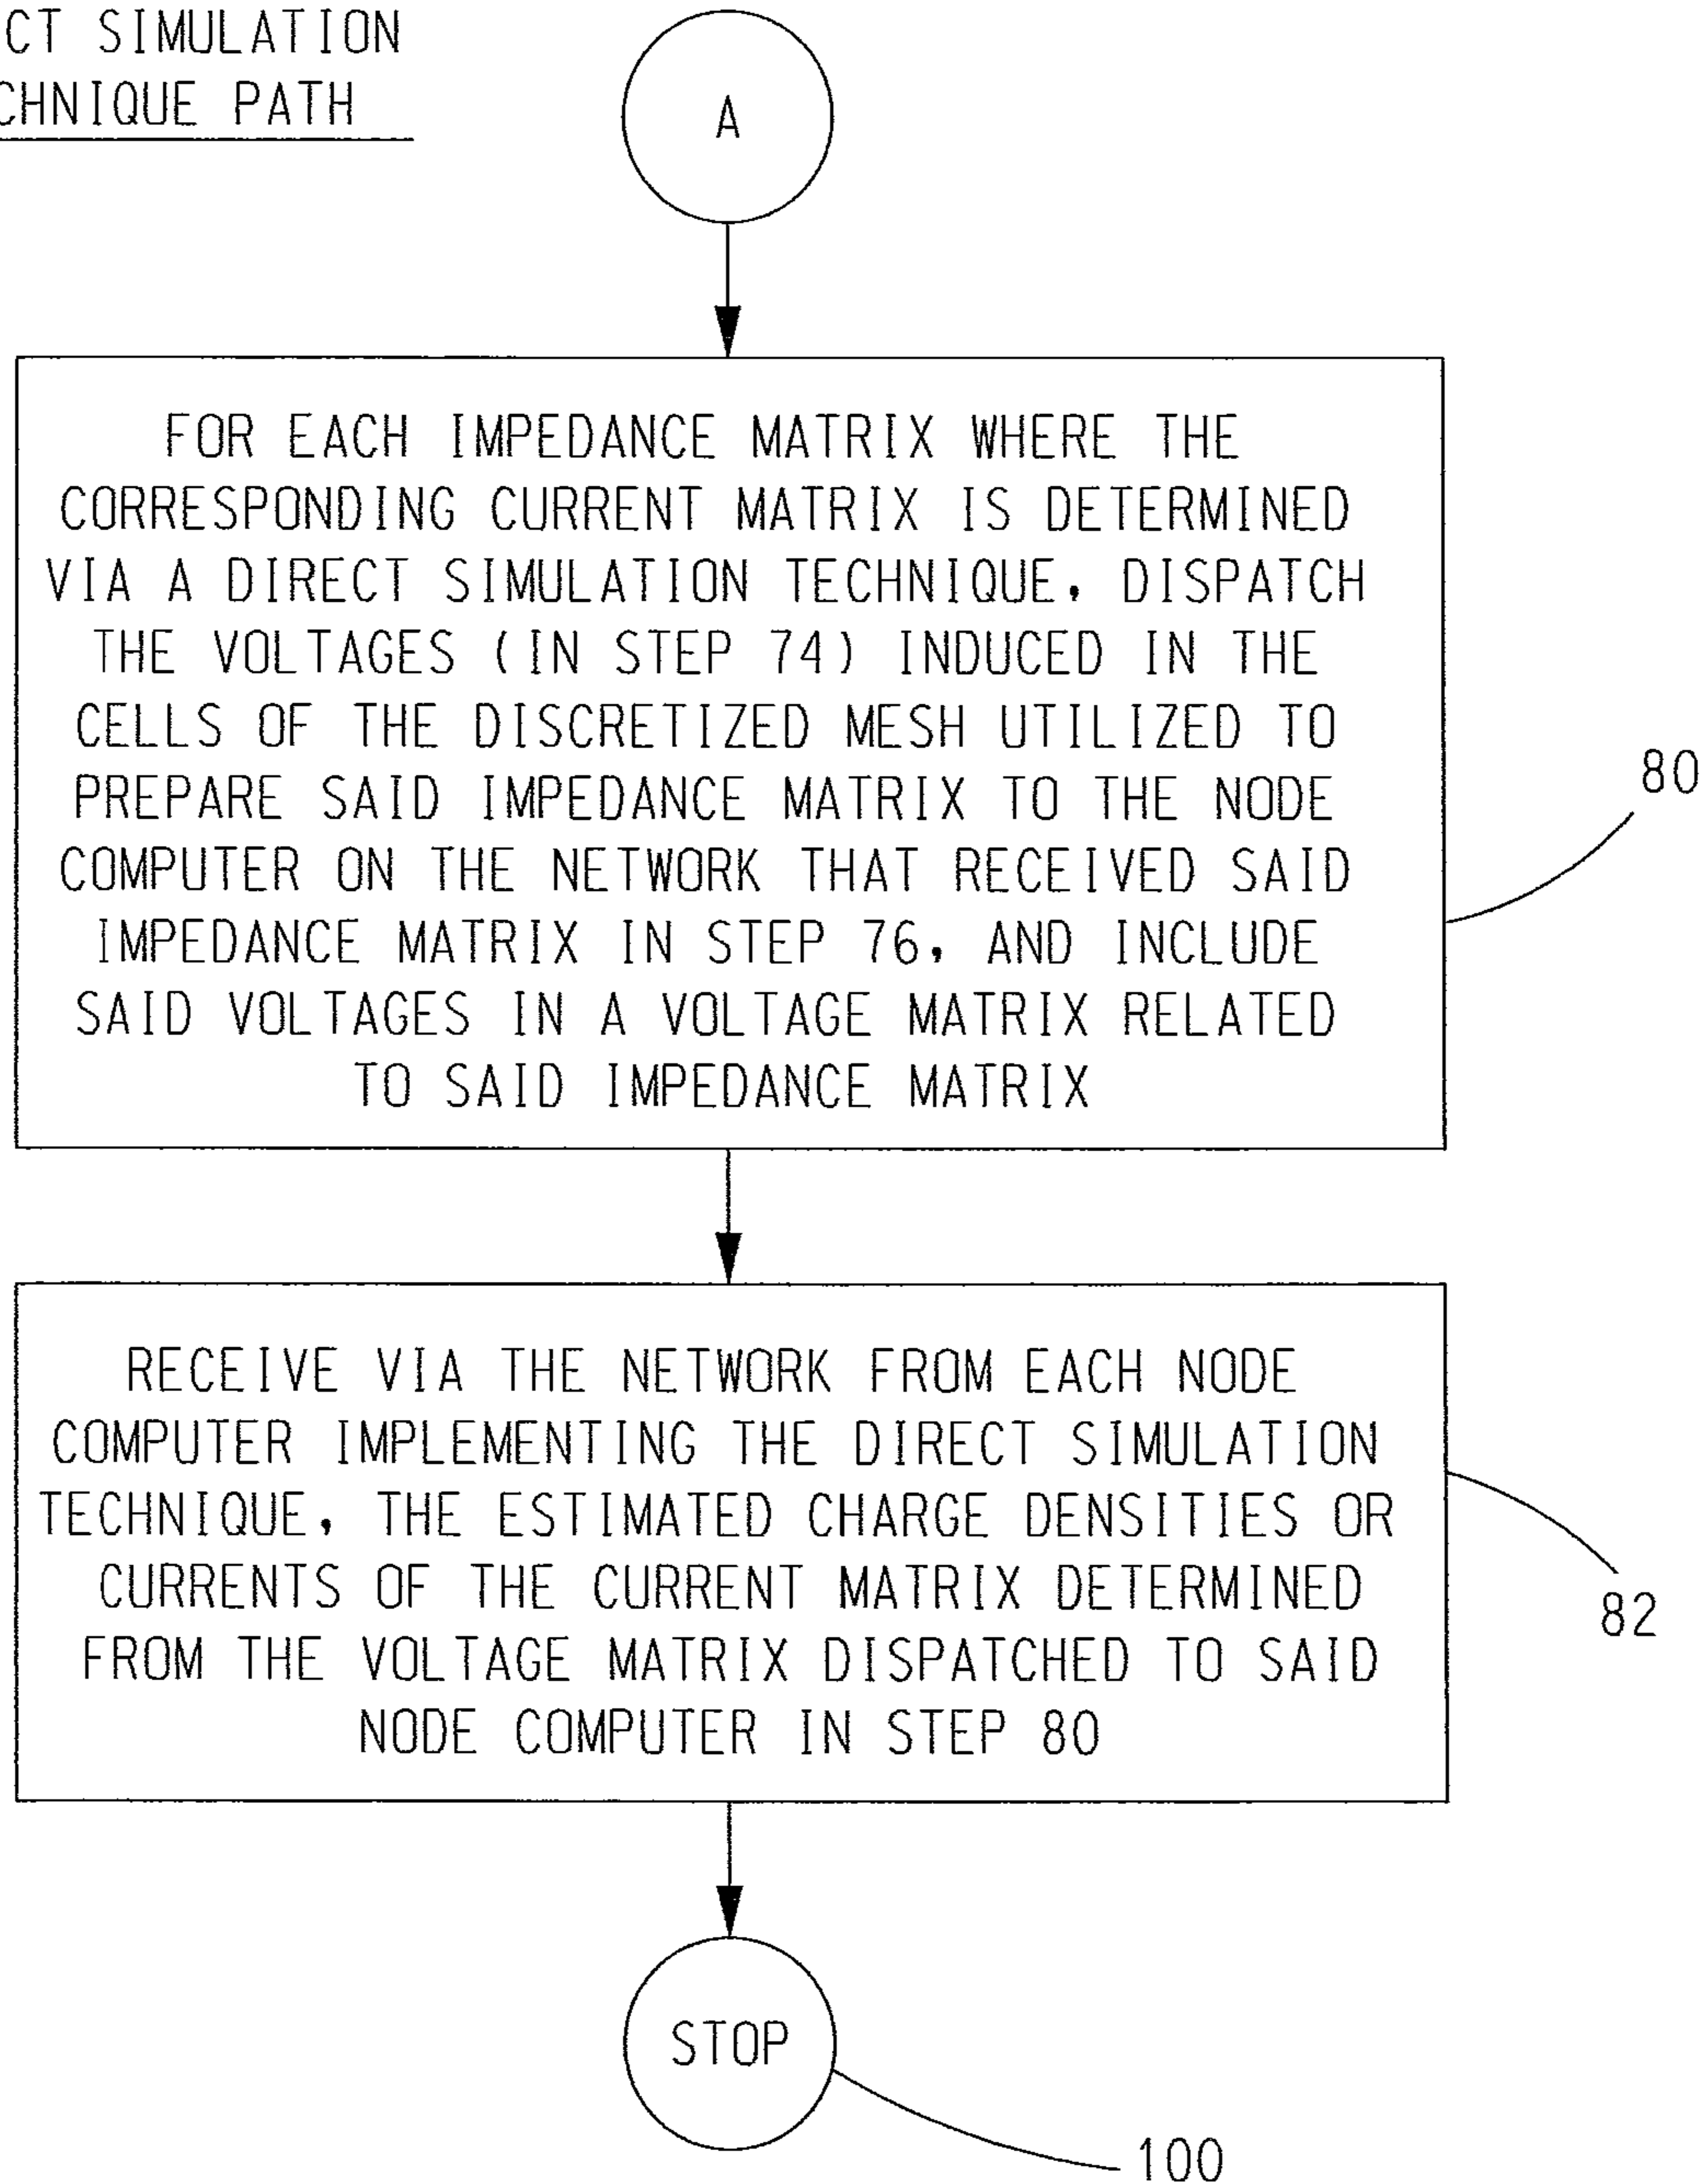 CT SIMULATION
CHNIQUE PATH
A
FOR EACH IMPEDANCE MATRIX WHERE THE
CORRESPONDING CURRENT MATRIX IS DETERMINED
VIA A DIRECT SIMULATION TECHNIQUE, DISPATCH
THE VOLTAGES (IN STEP 74) INDUCED IN THE
CELLS OF THE DISCRETIZED MESH UTILIZED TO
PREPARE SAID IMPEDANCE MATRIX TO THE NODE
COMPUTER ON THE NETWORK THAT RECEIVED SAID
IMPEDANCE MATRIX IN STEP 76, AND INCLUDE
SAID VOLTAGES IN A VOLTAGE MATRIX RELATED
TO SAID IMPEDANCE MATRIX
80
RECEIVE VIA THE NETWORK FROM EACH NODE
COMPUTER IMPLEMENTING THE DIRECT SIMULATION
TECHNIQUE, THE ESTIMATED CHARGE DENSITIES OR
CURRENTS OF THE CURRENT MATRIX DETERMINED
FROM THE VOLTAGE MATRIX DISPATCHED TO SAID
NODE COMPUTER IN STEP 80
82
STOP
100